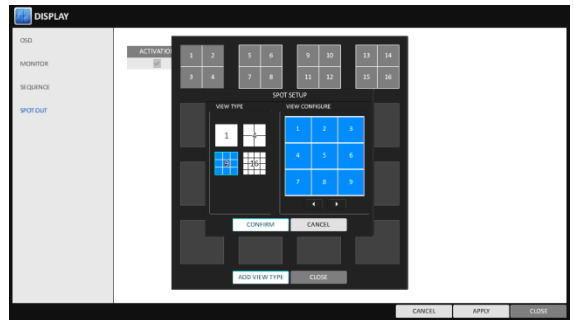 DISPLAY
OSD
MONITOR
SEQUENCE
SPOT OUT
ACTIVATIO
1 2 5 6 9 10 13 14
3 4 7 8 11 12 15 16
SPOT SETUP
VIEW TYPE VIEW CONFIGURE
1 4
9 16
1 2 3
4 5 6
7 8 9
CONFIRM CANCEL
ADD VIEW TYPE CLOSE
CANCEL APPLY CLOSE